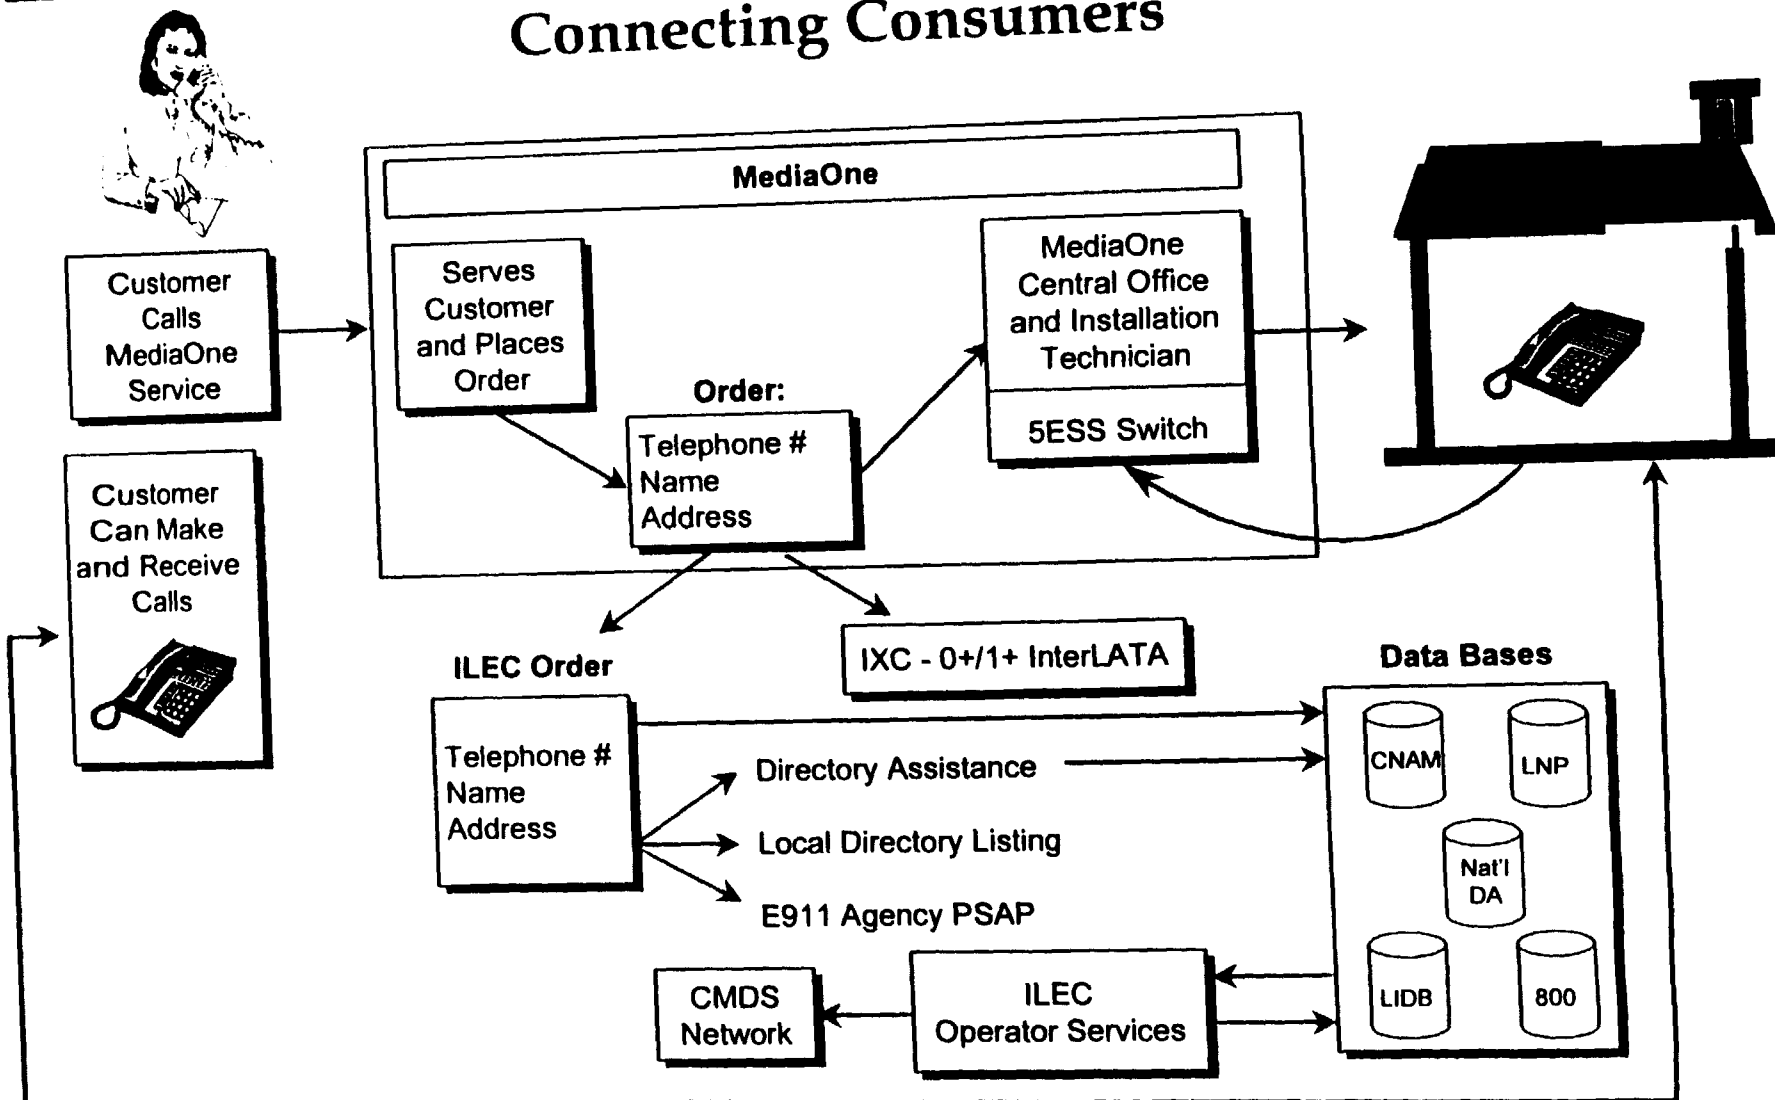 Connecting Consumers
MediaOne
Customer
Calls
MediaOne
Service
Serves
Customer
and Places
Order
Order:
Telephone #
Name
Address
MediaOne
Central Office
and Installation
Technician
5ESS Switch
Customer
Can Make
and Receive
Calls
ILEC Order
Telephone #
Name
Address
IXC - 0+/1+ InterLATA
Directory Assistance
Local Directory Listing
E911 Agency PSAP
Data Bases
CNAM
LNP
Nat'l
DA
LIDB
800
CMDS
Network
ILEC
Operator Services